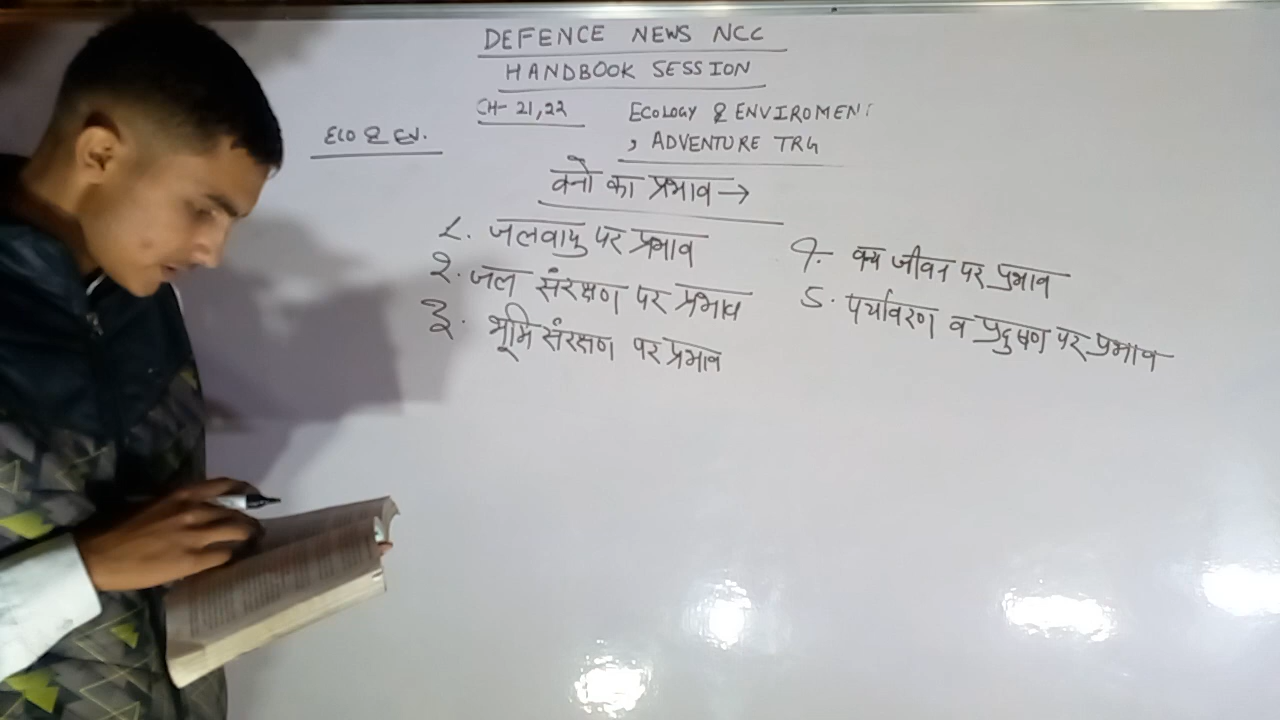 DEFENCE NEWS NCC
HANDBOOK SESSION
CH- 21,22
ECOLOGY & ENVIROMENT
, ADVENTURE TRG
ECO & EV.
वनो का प्रभाव →
1. जलवायु पर प्रभाव
2. जल संरक्षण पर प्रभाव
3. भूमि संरक्षण पर प्रभाव
4. वन्य जीवन पर प्रभाव
5. पर्यावरण व प्रदुषण पर प्रभाव